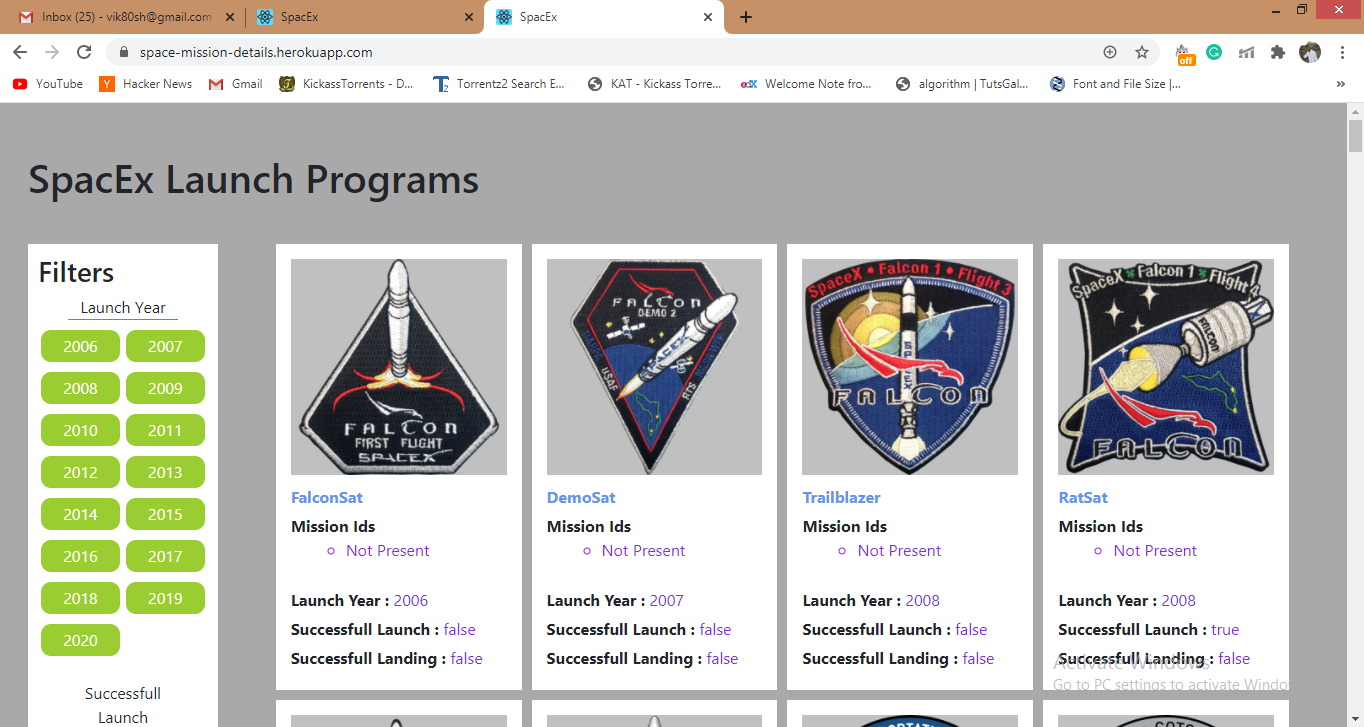 Inbox (25) - vik80sh@gmail.com
SpacEx
SpacEx
space-mission-details.herokuapp.com
off
YouTube
Hacker News
Gmail
KickassTorrents - D...
Torrentz2 Search E...
KAT - Kickass Torre...
Welcome Note fro...
algorithm | TutsGal...
Font and File Size |...
»
SpacEx Launch Programs
Filters
Launch Year
2006 2007
2008 2009
2010 2011
2012 2013
2014 2015
2016 2017
2018 2019
2020
Successfull
Launch
FALCON
FIRST FLIGHT
SPACEX
FalconSat
Mission Ids
Not Present
Launch Year : 2006
Successfull Launch : false
Successfull Landing : false
FALCON
DEMO 2
SPACEX
USAF
RTS
DemoSat
Mission Ids
Not Present
Launch Year : 2007
Successfull Launch : false
Successfull Landing : false
SpaceX • Falcon 1 • Flight 3
SPACEX
FALCON
Trailblazer
Mission Ids
Not Present
Launch Year : 2008
Successfull Launch : false
Successfull Landing : false
SpaceX Falcon 1 Flight 4
FALCON
FALCON
RatSat
Mission Ids
Not Present
Launch Year : 2008
Successfull Launch : true
Successfull Landing : false
Activate Windows
Go to PC settings to activate Windo